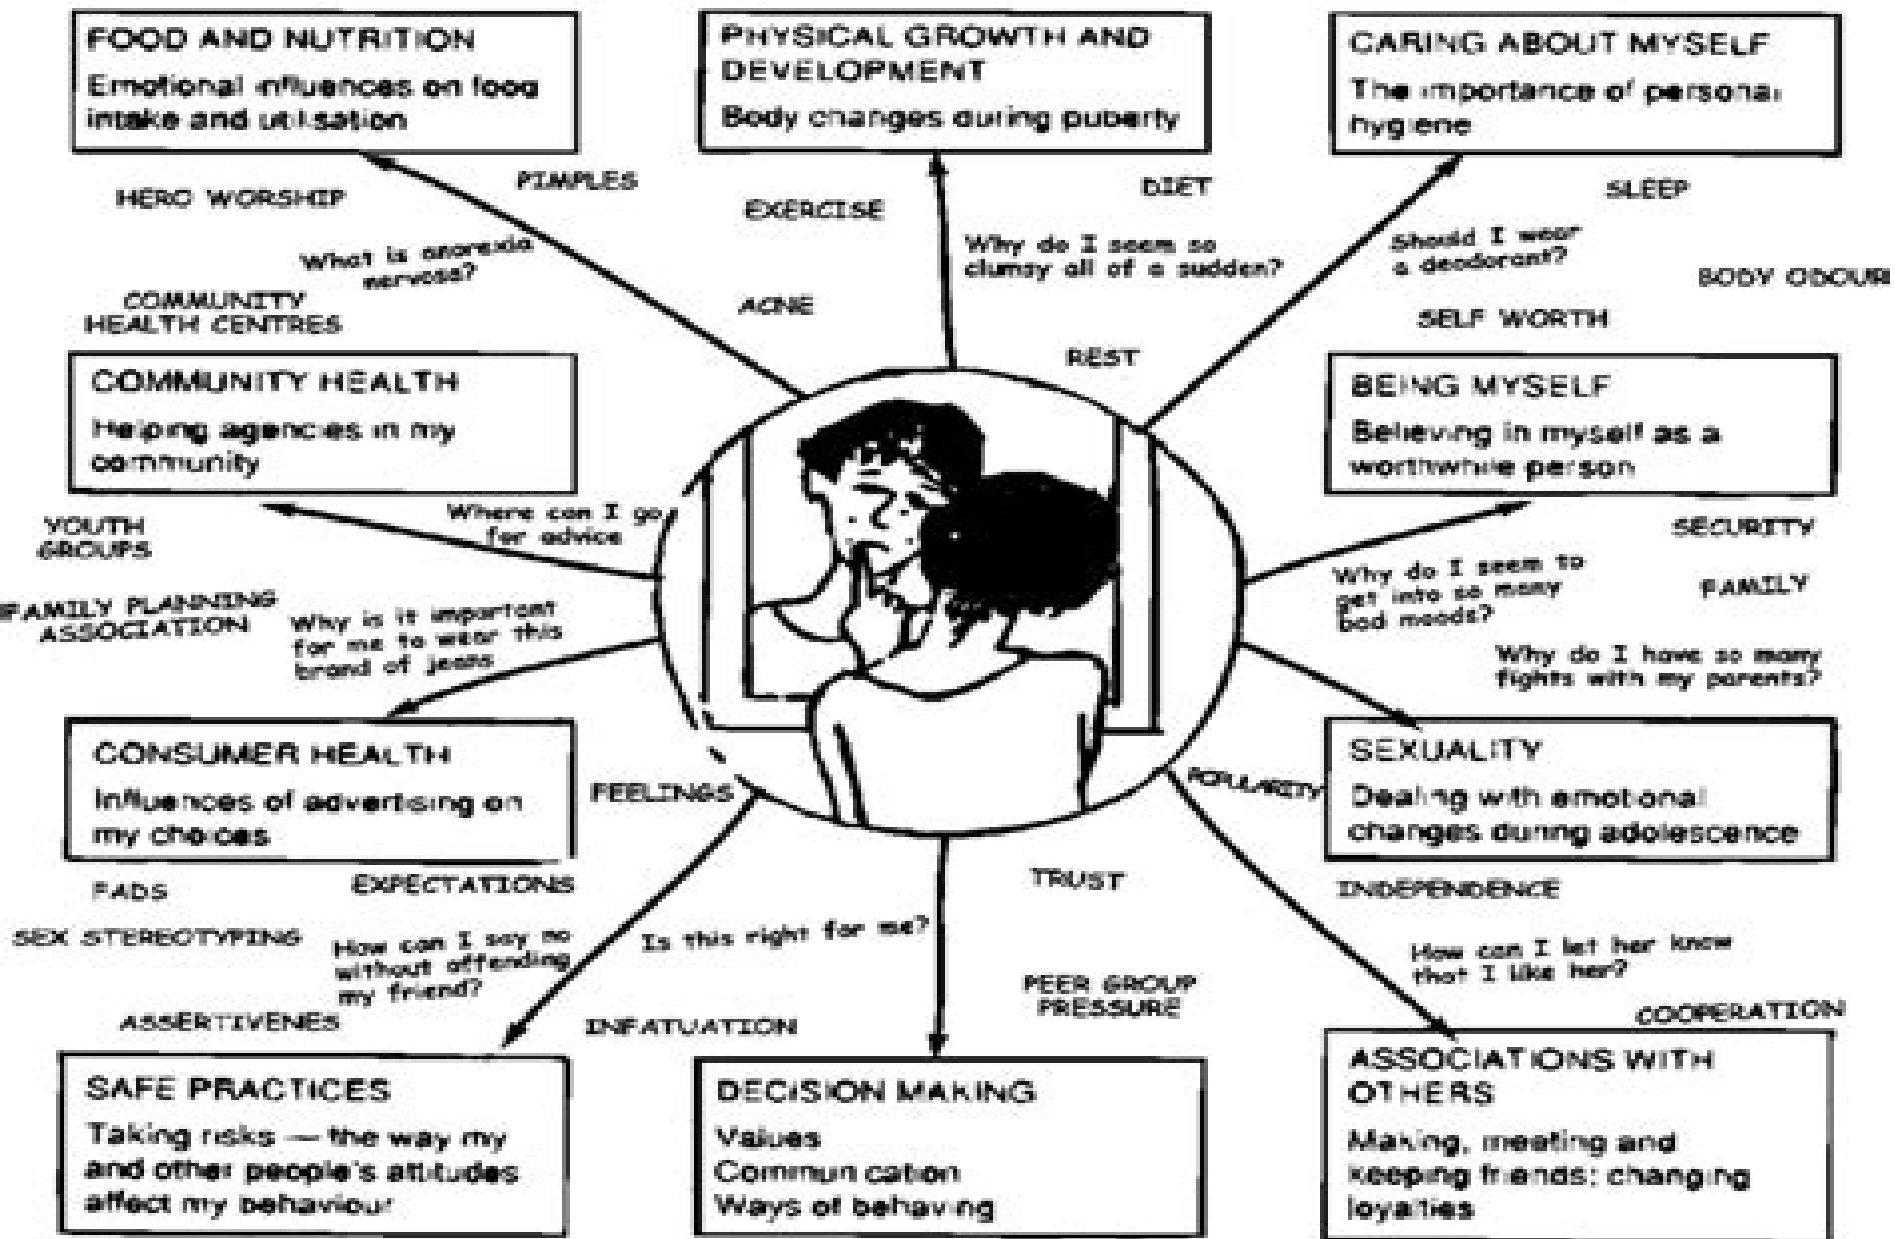 FOOD AND NUTRITION
Emotional influences on food
intake and utilisation
PHYSICAL GROWTH AND
DEVELOPMENT
Body changes during puberty
CARING ABOUT MYSELF
The importance of personal
hygiene
HERO WORSHIP
PIMPLES
What is anorexia
nervosa?
COMMUNITY
HEALTH CENTRES
EXERCISE
DIET
Why do I seem so
clumsy all of a sudden?
ACNE
REST
SLEEP
Should I wear
a deodorant?
BODY ODOUR
SELF WORTH
COMMUNITY HEALTH
Helping agencies in my
community
BEING MYSELF
Believing in myself as a
worthwhile person
YOUTH
GROUPS
Where can I go
for advice
SECURITY
FAMILY PLANNING
ASSOCIATION
Why is it important
for me to wear this
brand of jeans
Why do I seem to
get into so many
bad moods?
FAMILY
Why do I have so many
fights with my parents?
CONSUMER HEALTH
Influences of advertising on
my choices
FEELINGS
POPULARITY
SEXUALITY
Dealing with emotional
changes during adolescence
FADS
EXPECTATIONS
TRUST
INDEPENDENCE
SEX STEREOTYPING
How can I say no
without offending
my friend?
Is this right for me?
How can I let her know
that I like her?
ASSERTIVENES
INFATUATION
PEER GROUP
PRESSURE
COOPERATION
SAFE PRACTICES
Taking risks — the way my
and other people's attitudes
affect my behaviour
DECISION MAKING
Values
Commun cation
Ways of behaving
ASSOCIATIONS WITH
OTHERS
Making, meeting and
keeping friends; changing
loyalties